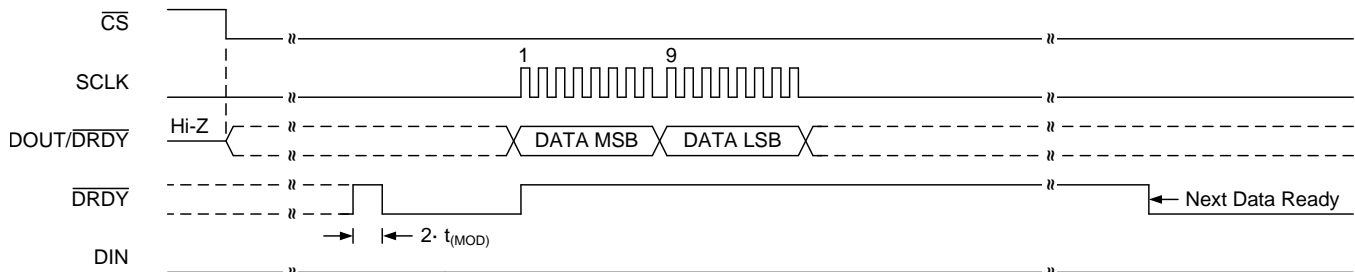 CS
1 9
SCLK
Hi-Z
DOUT/DRDY DATA MSB DATA LSB
DRDY Next Data Ready
2· t(MOD)
DIN